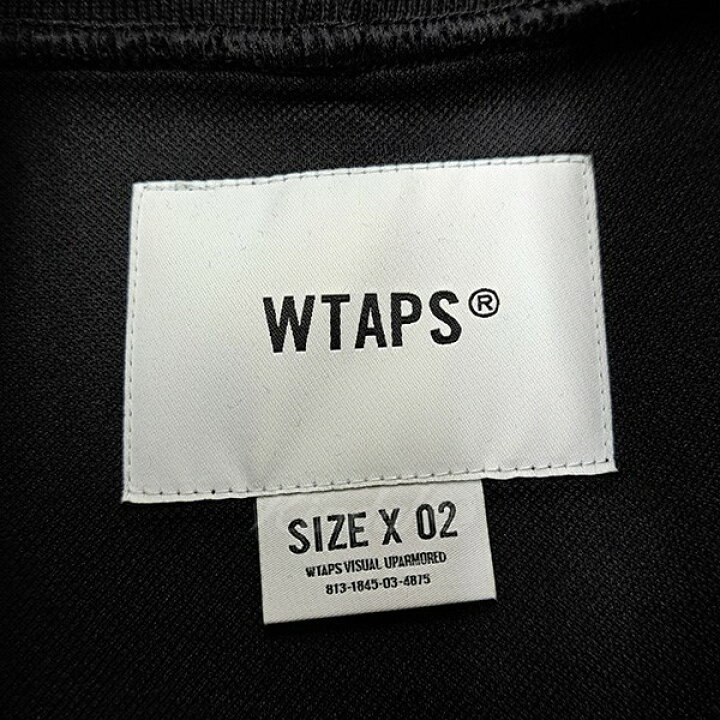 WTAPS®
SIZE X 02
WTAPS VISUAL UPARMORED
813-1845-03-4875